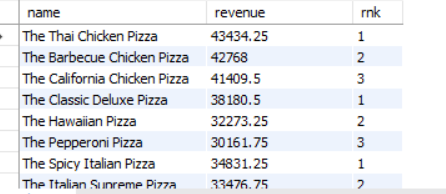 name revenue rnk
The Thai Chicken Pizza 43434.25 1
The Barbecue Chicken Pizza 42768 2
The California Chicken Pizza 41409.5 3
The Classic Deluxe Pizza 38180.5 1
The Hawaiian Pizza 32273.25 2
The Pepperoni Pizza 30161.75 3
The Spicy Italian Pizza 34831.25 1
The Italian Supreme Pizza 33476.75 2